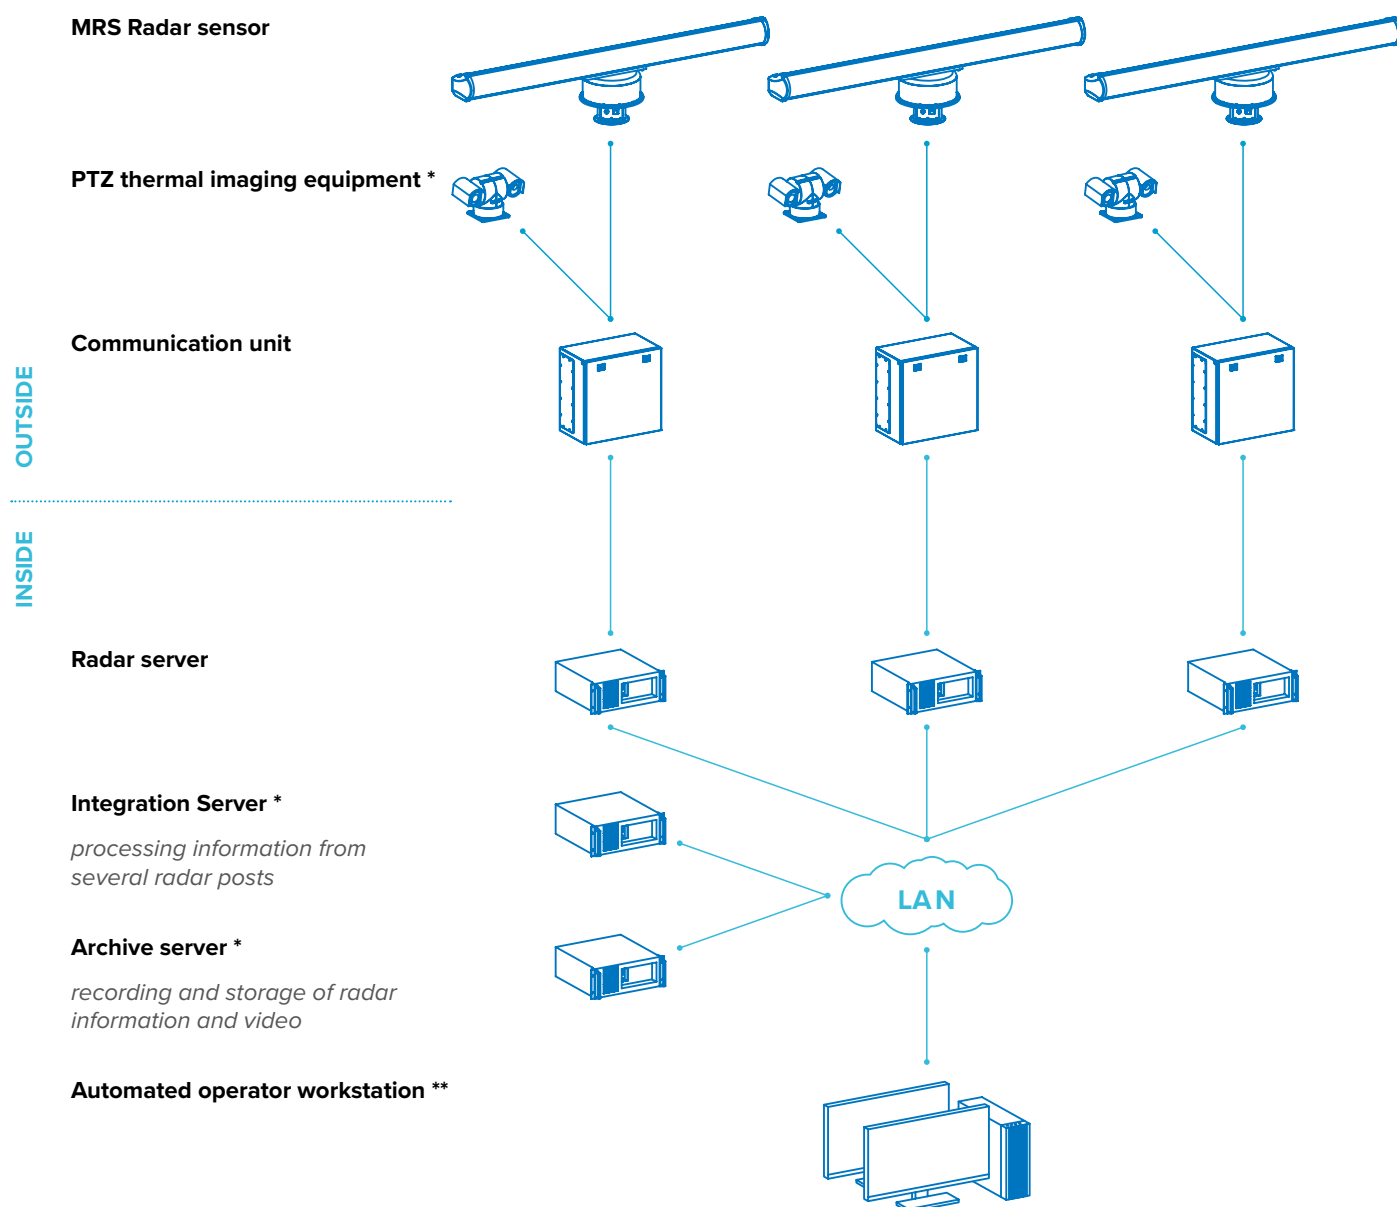 MRS Radar sensor
PTZ thermal imaging equipment *
Communication unit
OUTSIDE
INSIDE
Radar server
Integration Server *
processing information from
several radar posts
LAN
Archive server *
recording and storage of radar
information and video
Automated operator workstation **